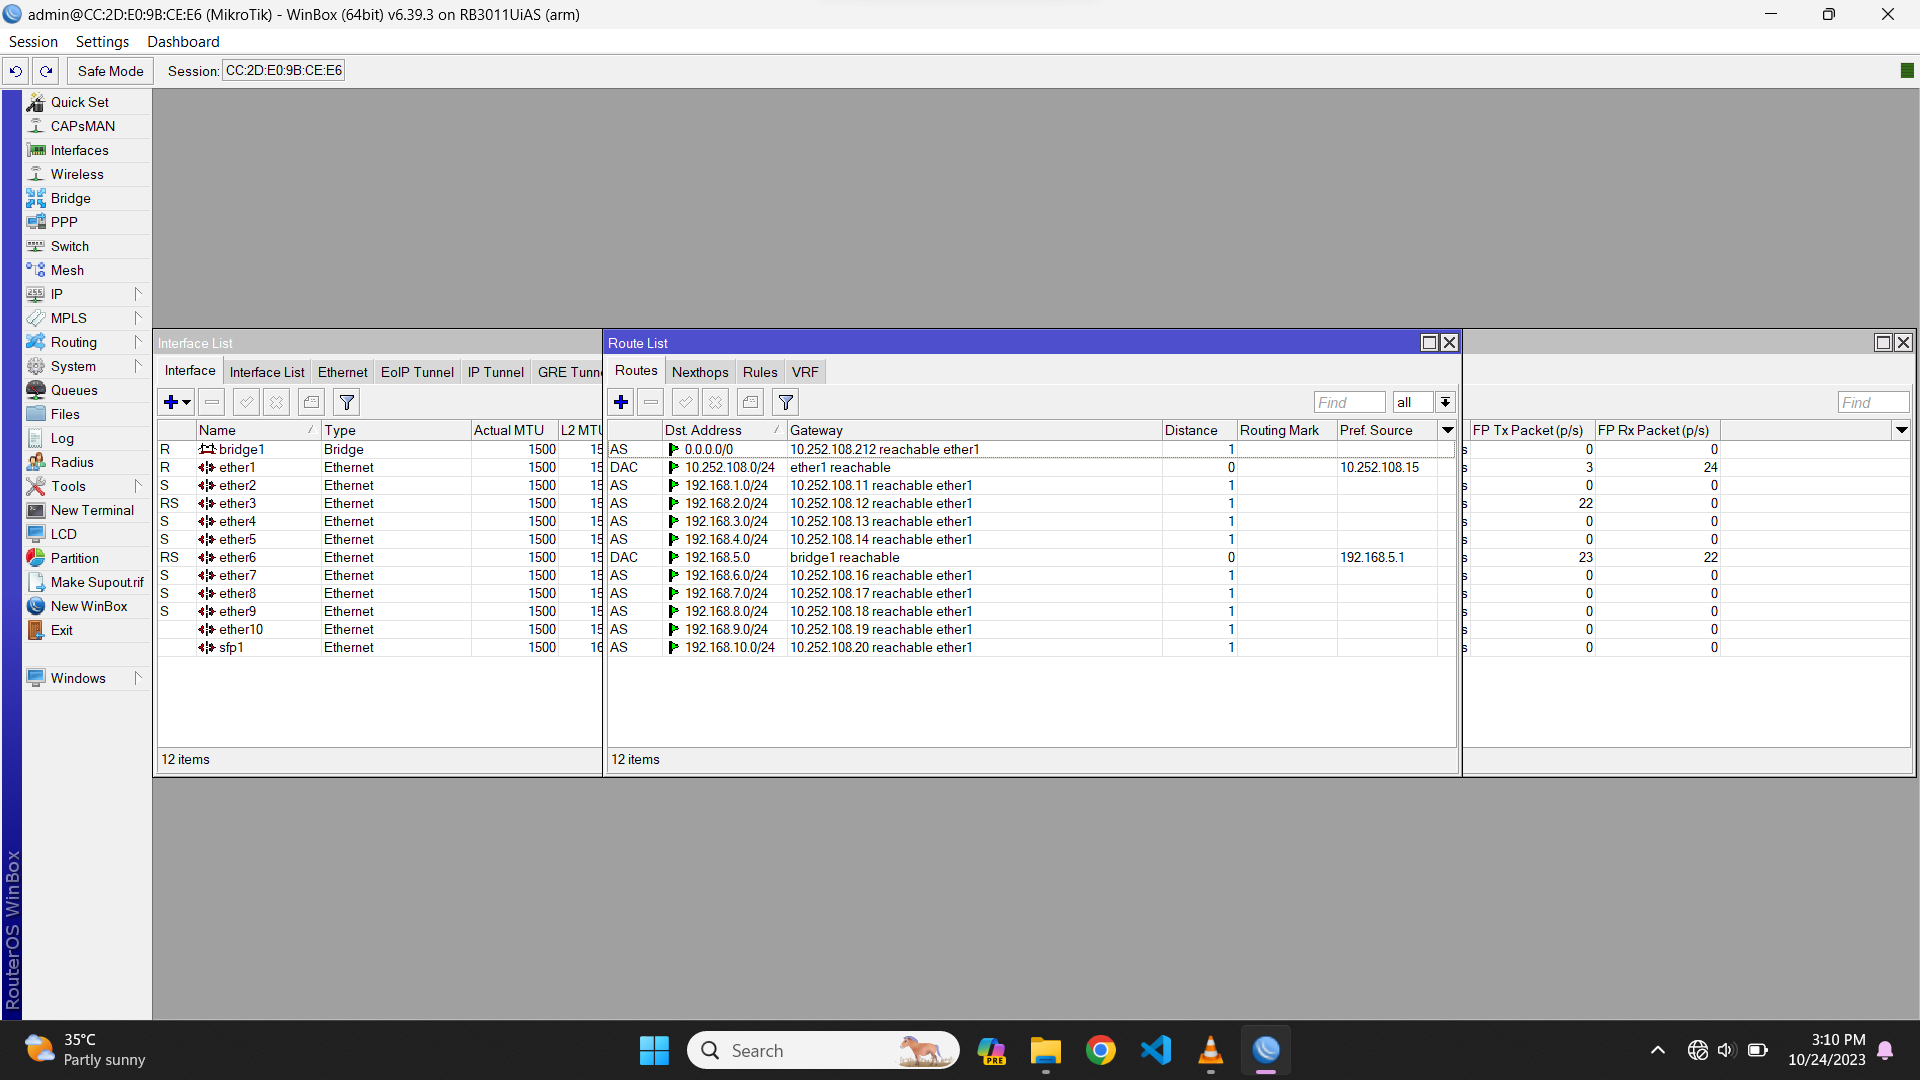 admin@CC:2D:E0:9B:CE:E6 (MikroTik) - WinBox (64bit) v6.39.3 on RB3011UiAS (arm)
Session Settings Dashboard
Safe Mode Session: CC:2D:E0:9B:CE:E6
Quick Set
CAPsMAN
Interfaces
Wireless
Bridge
PPP
Switch
Mesh
IP
MPLS
Routing
System
Queues
Files
Log
Radius
Tools
New Terminal
LCD
Partition
Make Supout.rif
New WinBox
Exit
Windows
RouterOS WinBox
Interface List
Interface Interface List Ethernet EoIP Tunnel IP Tunnel GRE Tunne
Name Type Actual MTU L2 MTU
R bridge1 Bridge 1500 15
R ether1 Ethernet 1500 15
S ether2 Ethernet 1500 15
RS ether3 Ethernet 1500 15
S ether4 Ethernet 1500 15
S ether5 Ethernet 1500 15
RS ether6 Ethernet 1500 15
S ether7 Ethernet 1500 15
S ether8 Ethernet 1500 15
S ether9 Ethernet 1500 15
ether10 Ethernet 1500 15
sfp1 Ethernet 1500 16
12 items
Route List
Routes Nexthops Rules VRF
Find all
Dst. Address Gateway Distance Routing Mark Pref. Source
AS 0.0.0.0/0 10.252.108.212 reachable ether1 1
DAC 10.252.108.0/24 ether1 reachable 0 10.252.108.15
AS 192.168.1.0/24 10.252.108.11 reachable ether1 1
AS 192.168.2.0/24 10.252.108.12 reachable ether1 1
AS 192.168.3.0/24 10.252.108.13 reachable ether1 1
AS 192.168.4.0/24 10.252.108.14 reachable ether1 1
DAC 192.168.5.0 bridge1 reachable 0 192.168.5.1
AS 192.168.6.0/24 10.252.108.16 reachable ether1 1
AS 192.168.7.0/24 10.252.108.17 reachable ether1 1
AS 192.168.8.0/24 10.252.108.18 reachable ether1 1
AS 192.168.9.0/24 10.252.108.19 reachable ether1 1
AS 192.168.10.0/24 10.252.108.20 reachable ether1 1
12 items
Find
FP Tx Packet (p/s) FP Rx Packet (p/s)
s 0 0
s 3 24
s 0 0
s 22 0
s 0 0
s 0 0
s 23 22
s 0 0
s 0 0
s 0 0
s 0 0
s 0 0
35°C
Partly sunny
Search
PRE
3:10 PM
10/24/2023